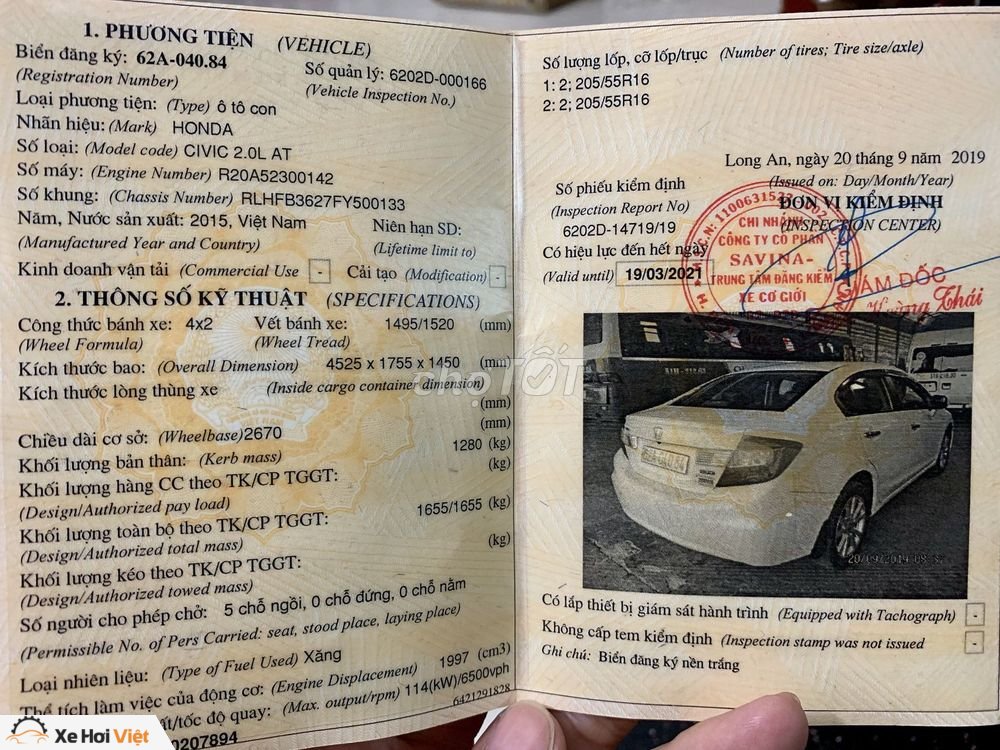 1. PHƯƠNG TIỆN (VEHICLE)
Biển đăng ký: 62A-040.84
(Registration Number)
Số quản lý: 6202D-000166
(Vehicle Inspection No.)
Loại phương tiện: (Type) ô tô con
Nhãn hiệu: (Mark) HONDA
Số loại: (Model code) CIVIC 2.0L AT
Số máy: (Engine Number) R20A52300142
Số khung: (Chassis Number) RLHFB3627FY500133
Năm, Nước sản xuất: 2015, Việt Nam
(Manufactured Year and Country)
Niên hạn SD:
(Lifetime limit to)
Kinh doanh vận tải (Commercial Use - Cải tạo (Modification) -
2. THÔNG SỐ KỸ THUẬT (SPECIFICATIONS)
Công thức bánh xe: 4x2 Vết bánh xe: 1495/1520 (mm)
(Wheel Formula) (Wheel Tread)
Kích thước bao: (Overall Dimension) 4525 x 1755 x 1450 (mm)
Kích thước lòng thùng xe (Inside cargo container dimension)
(mm)
Chiều dài cơ sở: (Wheelbase) 2670 (mm)
Khối lượng bản thân: (Kerb mass) 1280 (kg)
Khối lượng hàng CC theo TK/CP TGGT: (kg)
(Design/Authorized pay load)
Khối lượng toàn bộ theo TK/CP TGGT: 1655/1655 (kg)
(Design/Authorized total mass)
Khối lượng kéo theo TK/CP TGGT: (kg)
(Design/Authorized towed mass)
Số người cho phép chở: 5 chỗ ngồi, 0 chỗ đứng, 0 chỗ nằm
(Permissible No. of Pers Carried: seat, stood place, laying place)
Loại nhiên liệu: (Type of Fuel Used) Xăng
Thể tích làm việc của động cơ: (Engine Displacement) 1997 (cm3)
tốc độ quay: (Max. output/rpm) 114(kW)/6500vph
6421291828
0207894
Xe Hơi Việt
Số lượng lốp, cỡ lốp/trục (Number of tires; Tire size/axle)
1: 2; 205/55R16
2: 2; 205/55R16
Long An, ngày 20 tháng 9 năm 2019
(Issued on: Day/Month/Year)
Số phiếu kiểm định
(Inspection Report No)
6202D-14719/19
Có hiệu lực đến hết ngày
(Valid until) 19/03/2021
ĐƠN VỊ KIỂM ĐỊNH
(INSPECTION CENTER)
CHI NHÁNH
CÔNG TY CỔ PHẦN
SAVINA-
TRUNG TÂM ĐĂNG KIỂM
XE CƠ GIỚI
GIÁM ĐỐC
chợTỐT
62A-040.84
Có lắp thiết bị giám sát hành trình (Equipped with Tachograph) -
Không cấp tem kiểm định (Inspection stamp was not issued -
Ghi chú: Biển đăng ký nền trắng